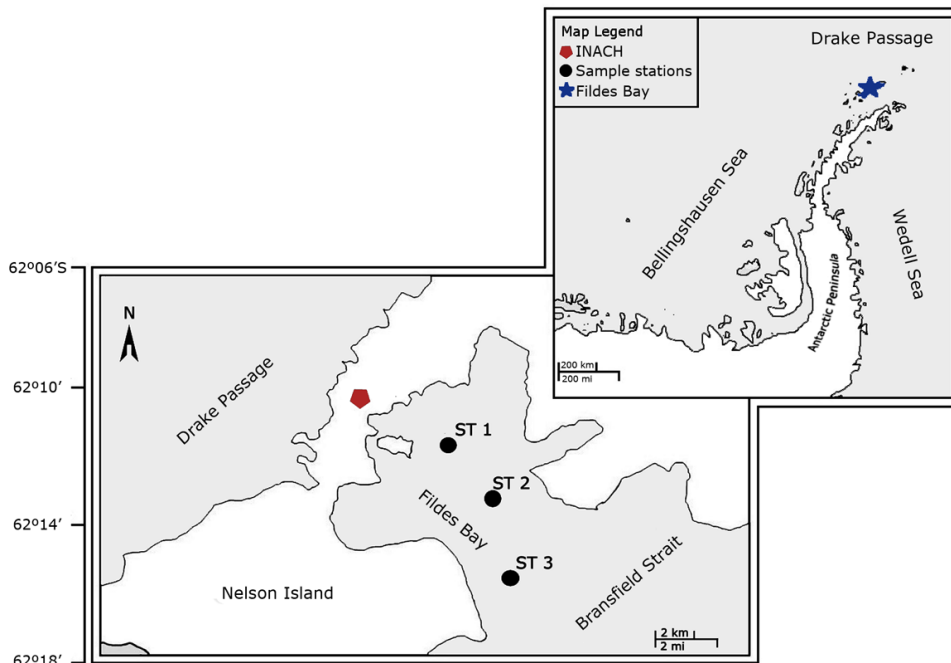 Map Legend
INACH
Sample stations
Fildes Bay
Drake Passage
Bellingshausen Sea
Wedell Sea
Antarctic Peninsula
200 km
200 mi
62º06’S
62º10’
62º14’
62º18’
N
Drake Passage
ST 1
ST 2
Fildes Bay
ST 3
Nelson Island
Bransfield Strait
2 km
2 mi